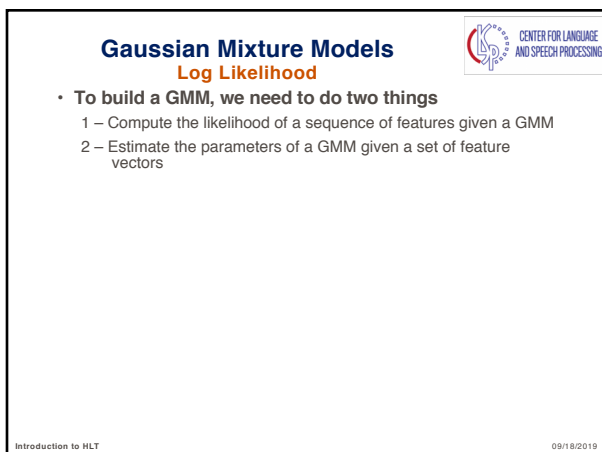 Gaussian Mixture Models
Log Likelihood
CLSP
CENTER FOR LANGUAGE
AND SPEECH PROCESSING
• To build a GMM, we need to do two things
1 – Compute the likelihood of a sequence of features given a GMM
2 – Estimate the parameters of a GMM given a set of feature
vectors
Introduction to HLT
09/18/2019